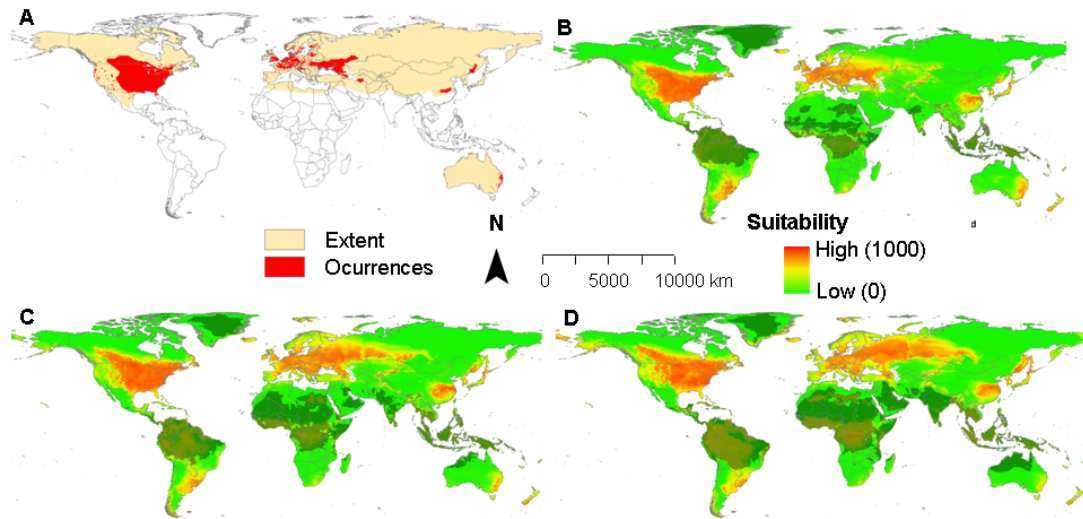 A
B
N
Extent
Ocurrences
0 5000 10000 km
d
Suitability
High (1000)
Low (0)
C
D